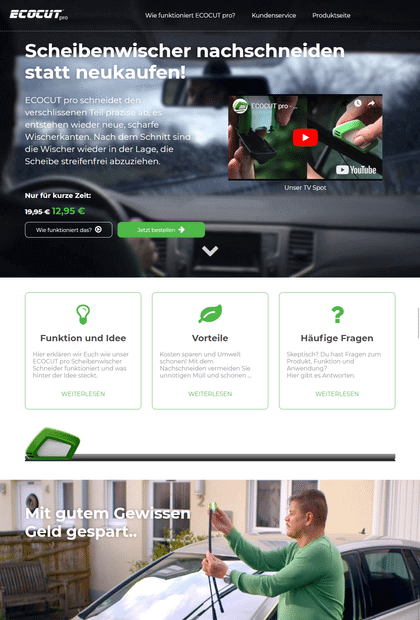 ECOCUT pro
Wie funktioniert ECOCUT pro?
Kundenservice
Produktseite
Scheibenwischer nachschneiden
statt neukaufen!
ECOCUT pro schneidet den
verschlissenen Teil präzise ab, es
entstehen wieder neue, scharfe
Wischerkanten. Nach dem Schnitt sind
die Wischer wieder in der Lage, die
Scheibe streifenfrei abzuziehen.
ECOCUT pro - ...
YouTube
Unser TV Spot
Nur für kurze Zeit:
19,95 € 12,95 €
Wie funktioniert das?
Jetzt bestellen
Funktion und Idee
Hier erklären wir Euch wie unser
ECOCUT pro Scheibenwischer
Schneider funktioniert und was
hinter der Idee steckt.
WEITERLESEN
Vorteile
Kosten sparen und Umwelt
schonen! Mit dem
Nachschneiden vermeiden Sie
unnötigen Müll und schonen ...
WEITERLESEN
Häufige Fragen
Skeptisch? Du hast Fragen zum
Produkt, Funktion und
Anwendung?
Hier gibt es Antworten.
WEITERLESEN
Mit gutem Gewissen
Geld gespart..